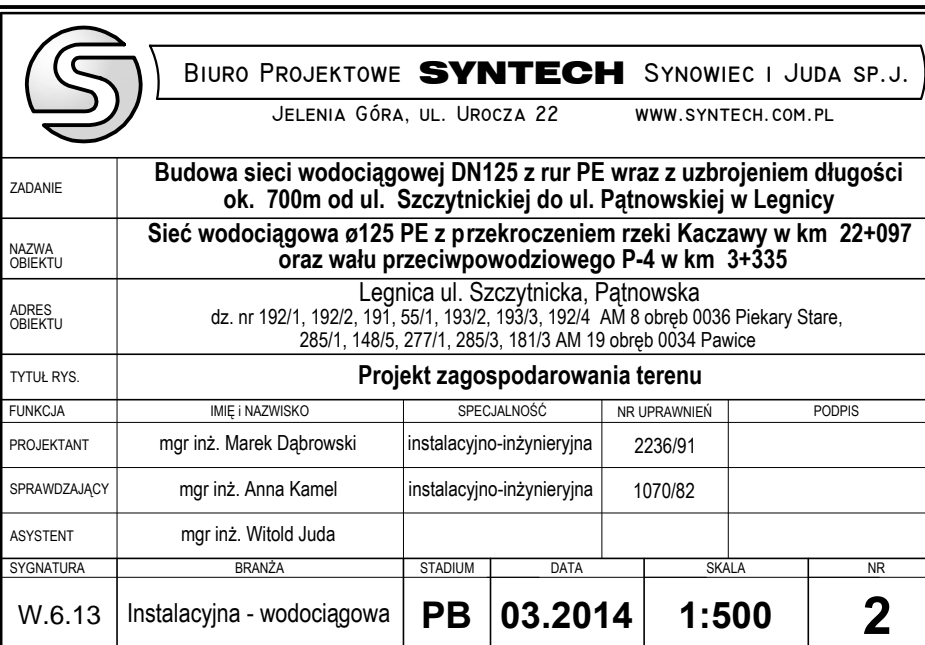 S
BIURO PROJEKTOWE SYNTECH SYNOWIEC I JUDA SP.J.
JELENIA GÓRA, UL. UROCZA 22 WWW.SYNTECH.COM.PL
ZADANIE
Budowa sieci wodociągowej DN125 z rur PE wraz z uzbrojeniem długości
ok. 700m od ul. Szczytnickiej do ul. Pątnowskiej w Legnicy
NAZWA
OBIEKTU
Sieć wodociągowa ø125 PE z przekroczeniem rzeki Kaczawy w km 22+097
oraz wału przeciwpowodziowego P-4 w km 3+335
ADRES
OBIEKTU
Legnica ul. Szczytnicka, Pątnowska
dz. nr 192/1, 192/2, 191, 55/1, 193/2, 193/3, 192/4 AM 8 obręb 0036 Piekary Stare,
285/1, 148/5, 277/1, 285/3, 181/3 AM 19 obręb 0034 Pawice
TYTUŁ RYS. Projekt zagospodarowania terenu
FUNKCJA IMIĘ i NAZWISKO SPECJALNOŚĆ NR UPRAWNIEŃ PODPIS
PROJEKTANT mgr inż. Marek Dąbrowski instalacyjno-inżynieryjna 2236/91
SPRAWDZAJĄCY mgr inż. Anna Kamel instalacyjno-inżynieryjna 1070/82
ASYSTENT mgr inż. Witold Juda
SYGNATURA BRANŻA STADIUM DATA SKALA NR
W.6.13 Instalacyjna - wodociągowa PB 03.2014 1:500 2